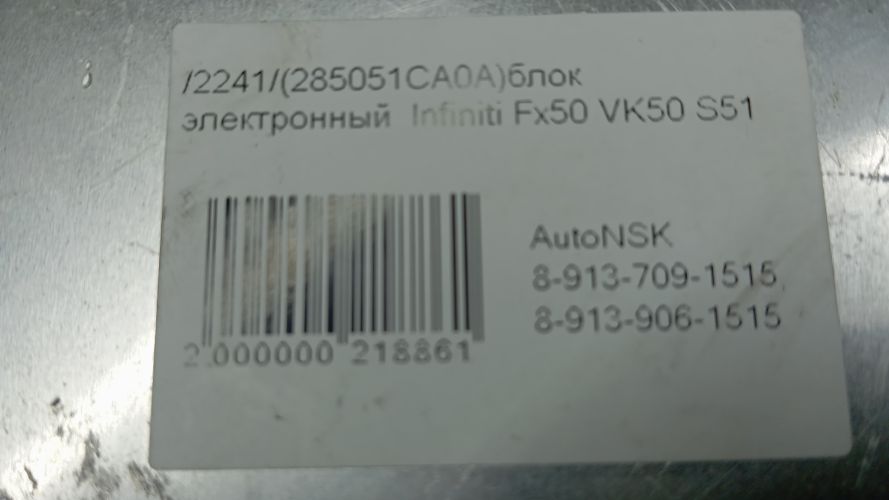 /2241/(285051CA0A)блок
электронный Infiniti Fx50 VK50 S51
AutoNSK
8-913-709-1515
8-913-906-1515
2 000000 218861